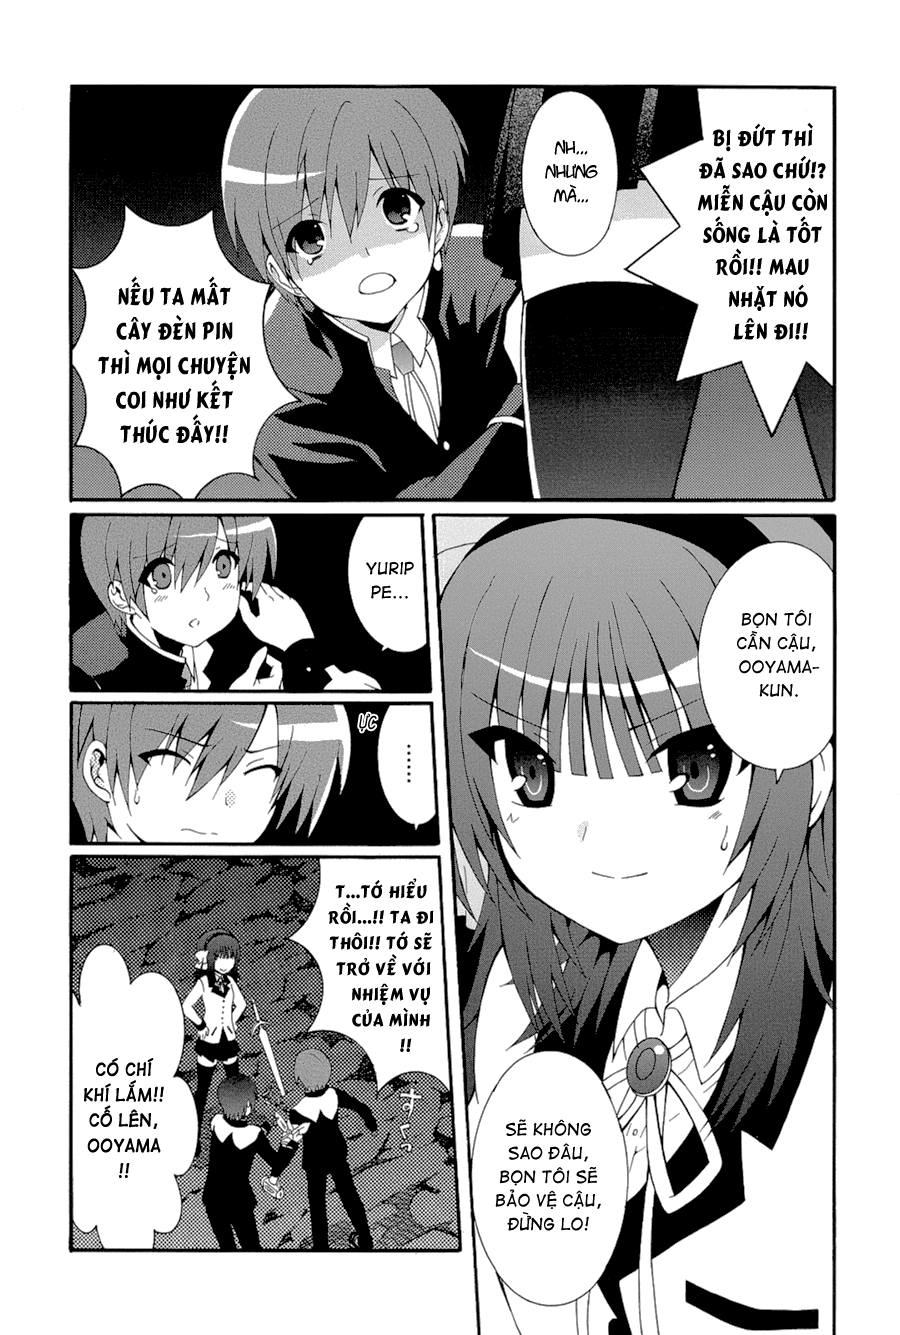 BỊ ĐỨT THÌ
ĐÃ SAO CHỨ!?
MIỄN CẬU CÒN
SỐNG LÀ TỐT
RỒI!! MAU
NHẶT NÓ
LÊN ĐI!!
NH...
NHƯNG
MÀ...
NẾU TA MẤT
CÂY ĐÈN PIN
THÌ MỌI CHUYỆN
COI NHƯ KẾT
THÚC ĐẤY!!
BỌN TÔI
CẦN CẬU,
OOYAMA-
KUN.
SẼ KHÔNG
SAO ĐÂU,
BỌN TÔI SẼ
BẢO VỆ CẬU,
ĐỪNG LO!
YURIP
PE...
......
ỰC
T...TỚ HIỂU
RỒI...!! TA ĐI
THÔI!! TỚ SẼ
TRỞ VỀ VỚI
NHIỆM VỤ
CỦA MÌNH
!!
CÓ CHÍ
KHÍ LẮM!!
CỐ LÊN,
OOYAMA
!!